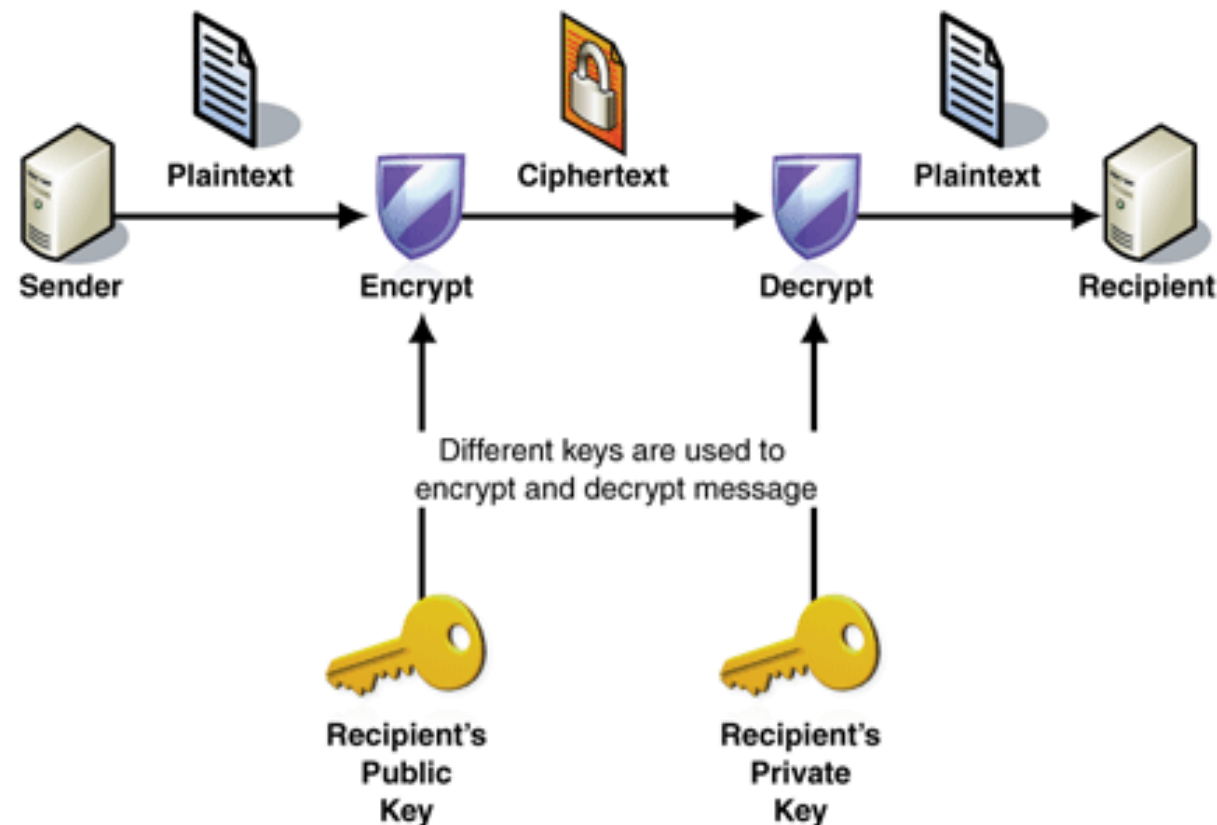 Plaintext
Ciphertext
Plaintext
Sender
Encrypt
Decrypt
Recipient
Different keys are used to
encrypt and decrypt message
Recipient’s
Public
Key
Recipient’s
Private
Key